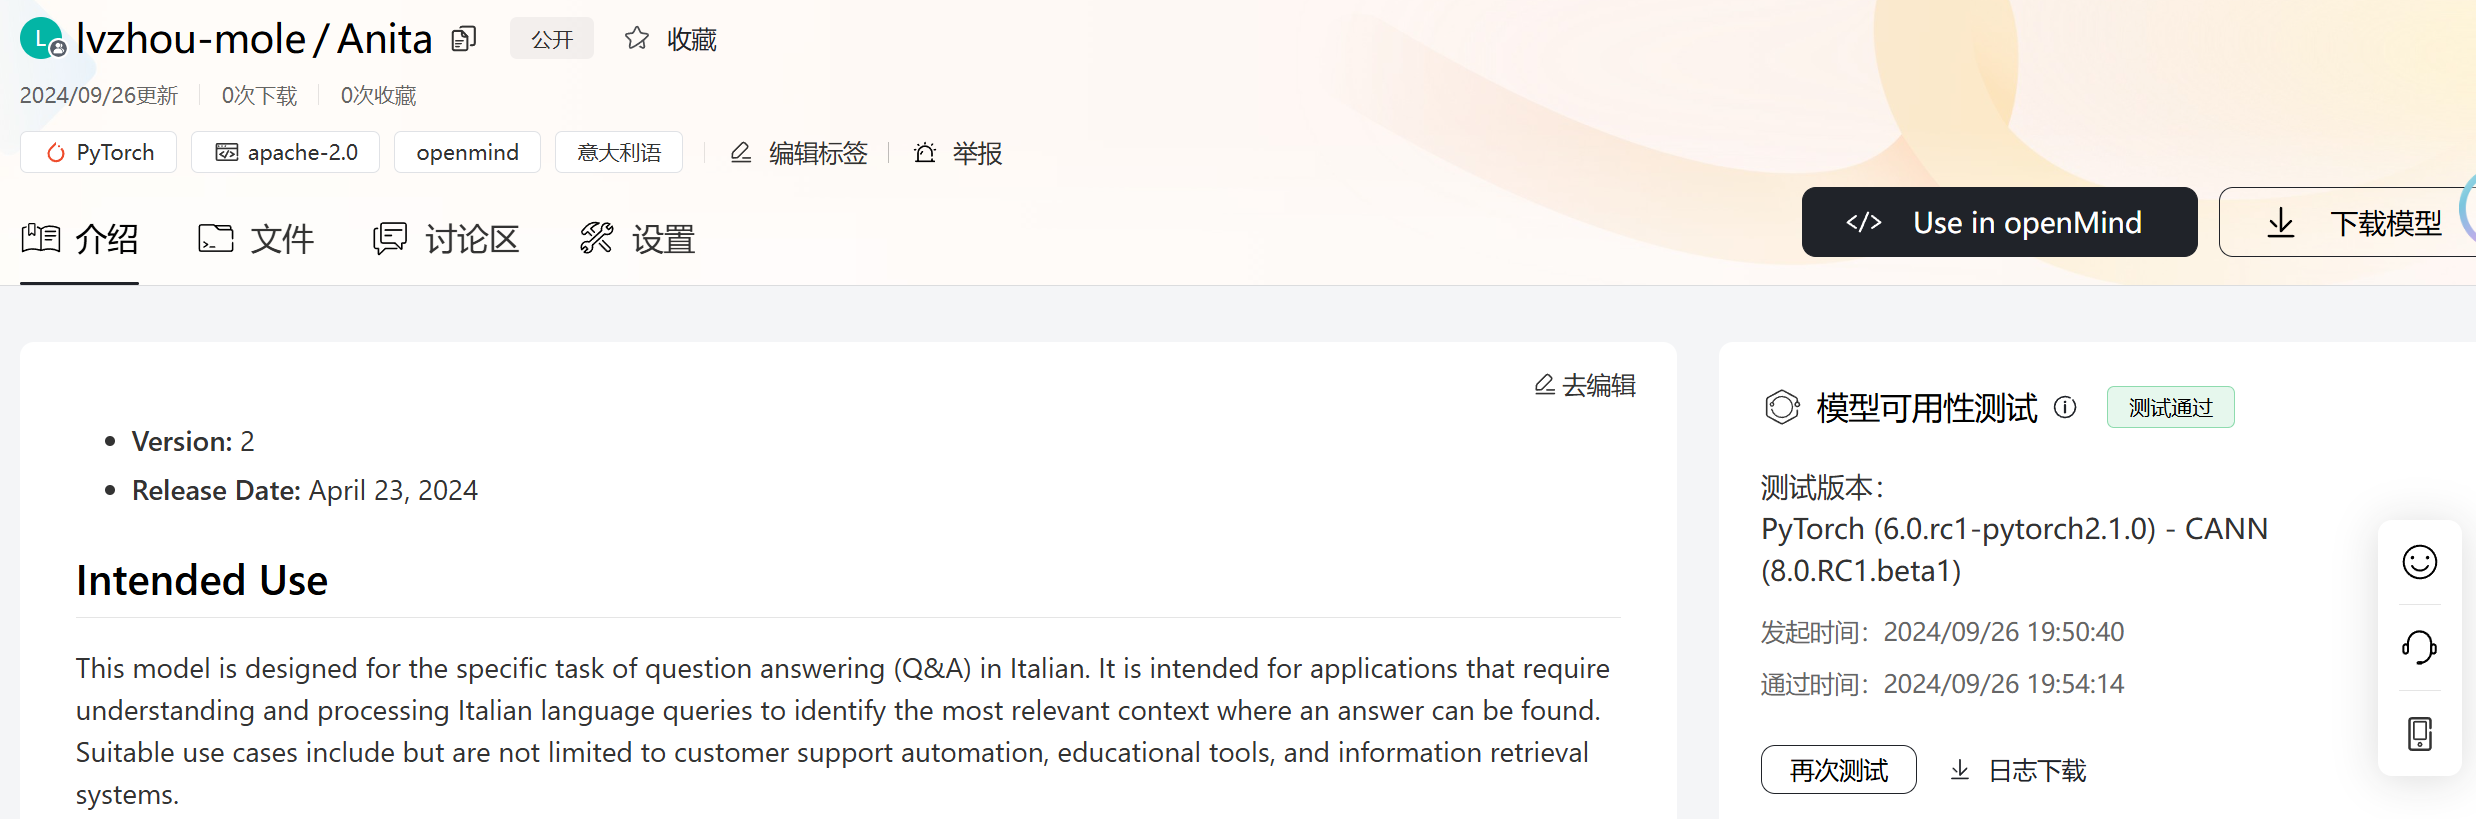 L lvzhou-mole / Anita 公开 收藏
2024/09/26更新 0次下载 0次收藏
PyTorch apache-2.0 openmind 意大利语 编辑标签 举报
介绍 文件 讨论区 设置
Use in openMind 下载模型
去编辑
Version: 2
Release Date: April 23, 2024
Intended Use
This model is designed for the specific task of question answering (Q&A) in Italian. It is intended for applications that require
understanding and processing Italian language queries to identify the most relevant context where an answer can be found.
Suitable use cases include but are not limited to customer support automation, educational tools, and information retrieval
systems.
模型可用性测试 测试通过
测试版本：
PyTorch (6.0.rc1-pytorch2.1.0) - CANN
(8.0.RC1.beta1)
发起时间：2024/09/26 19:50:40
通过时间：2024/09/26 19:54:14
再次测试 日志下载